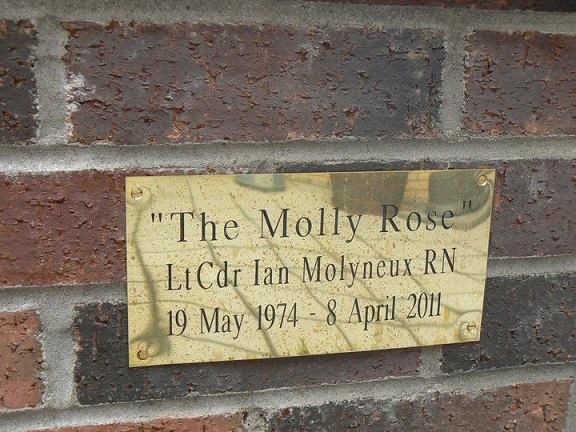 "The Molly Rose"
LtCdr Ian Molyneux RN
19 May 1974 - 8 April 2011